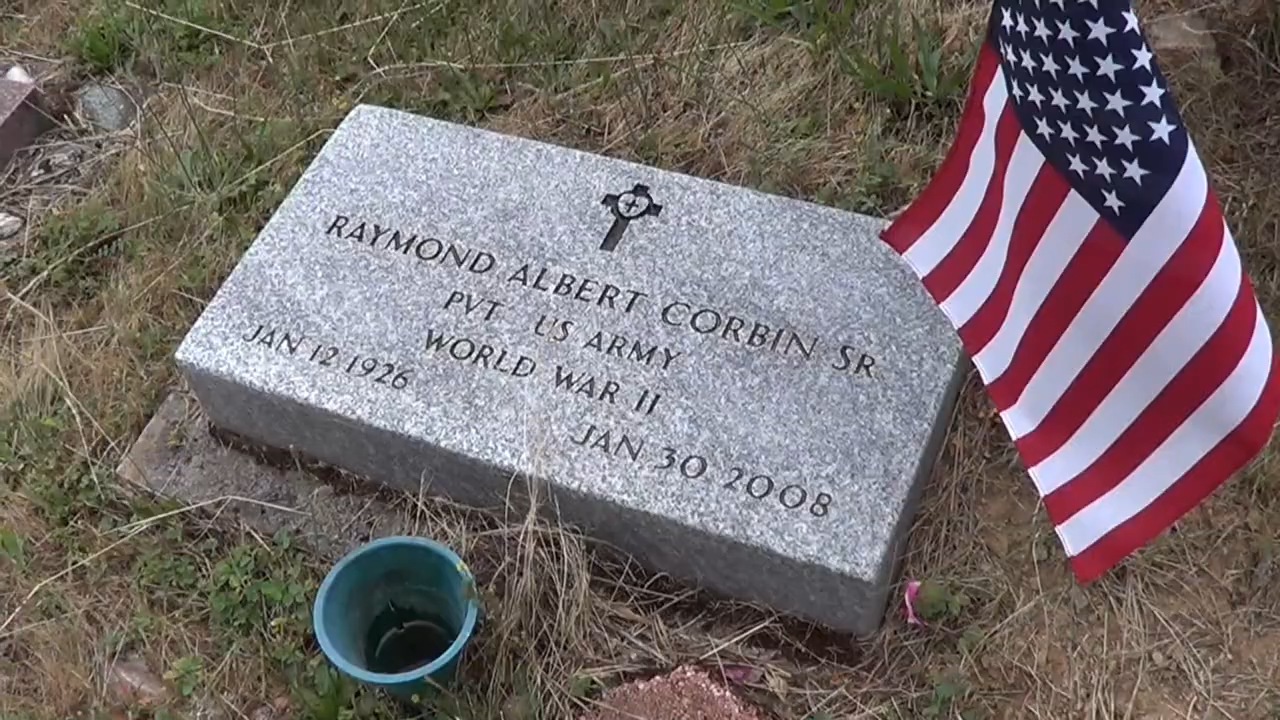 RAYMOND ALBERT CORBIN SR
PVT US ARMY
WORLD WAR II
JAN 12 1926
JAN 30 2008